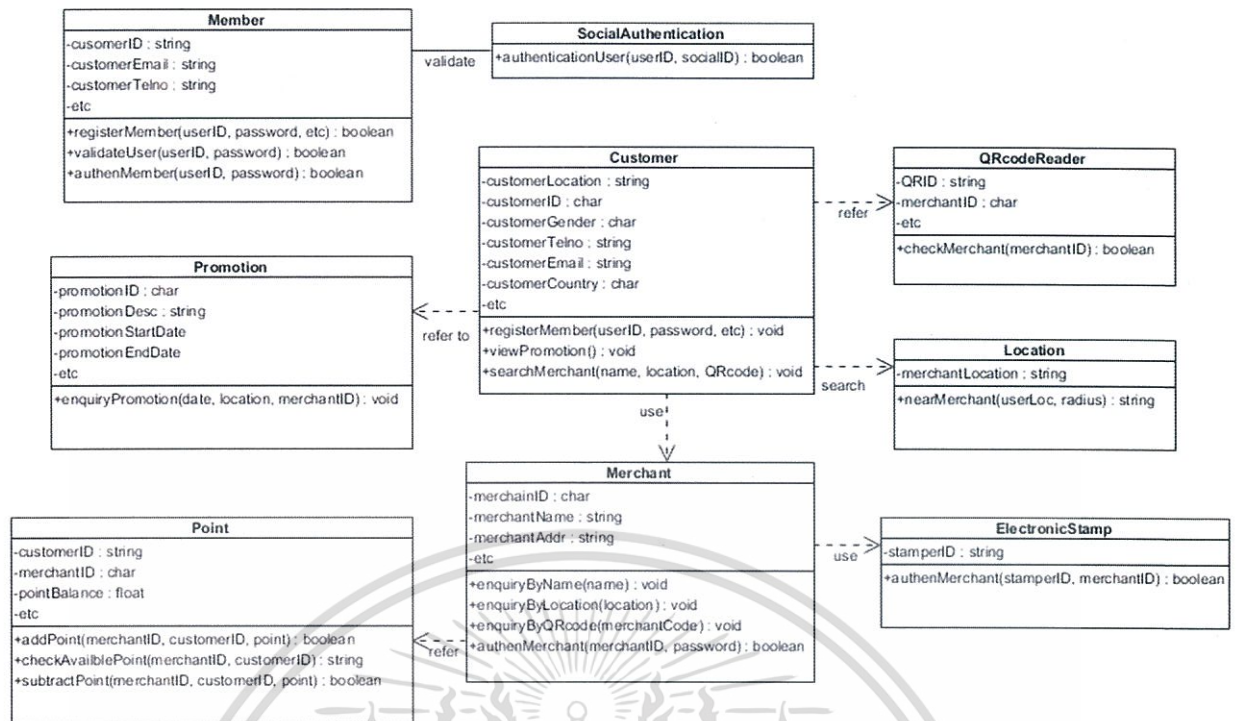 Member
-cusomerID : string
-customerEmail : string
-customerTelno : string
-etc
+registerMember(userID, password, etc) : boolean
+validateUser(userID, password) : boolean
+authenMember(userID, password) : boolean
validate
SocialAuthentication
+authenticationUser(userID, socialID) : boolean
Customer
-customerLocation : string
-customerID : char
-customerGender : char
-customerTelno : string
-customerEmail : string
-customerCountry : char
-etc
+registerMember(userID, password, etc) : void
+viewPromotion() : void
+searchMerchant(name, location, QRcode) : void
refer
QRcodeReader
-QRID : string
-merchantID : char
-etc
+checkMerchant(merchantID) : boolean
Promotion
-promotionID : char
-promotionDesc : string
-promotionStartDate
-promotionEndDate
-etc
+enquiryPromotion(date, location, merchantID) : void
refer to
search
Location
-merchantLocation : string
+nearMerchant(userLoc, radius) : string
use
Merchant
-merchainID : char
-merchantName : string
-merchantAddr : string
-etc
+enquiryByName(name) : void
+enquiryByLocation(location) : void
+enquiryByQRcode(merchantCode) : void
+authenMerchant(merchantID, password) : boolean
use
ElectronicStamp
-stamperID : string
+authenMerchant(stamperID, merchantID) : boolean
Point
-customerID : string
-merchantID : char
-pointBalance : float
-etc
+addPoint(merchantID, customerID, point) : boolean
+checkAvailblePoint(merchantID, customerID) : string
+subtractPoint(merchantID, customerID, point) : boolean
refer